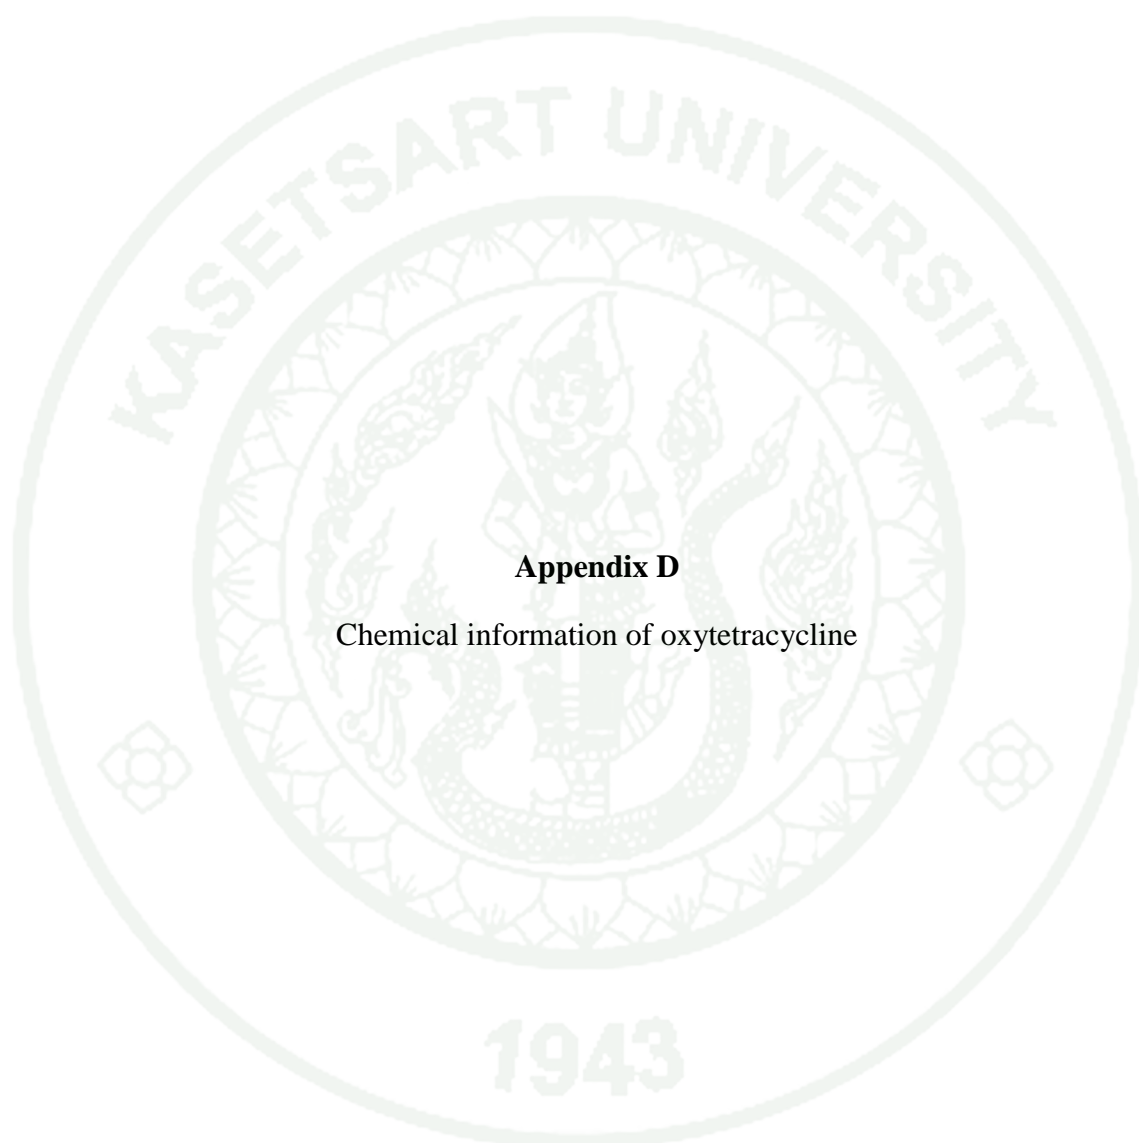 KASETSART UNIVERSITY
Appendix D
Chemical information of oxytetracycline
1943